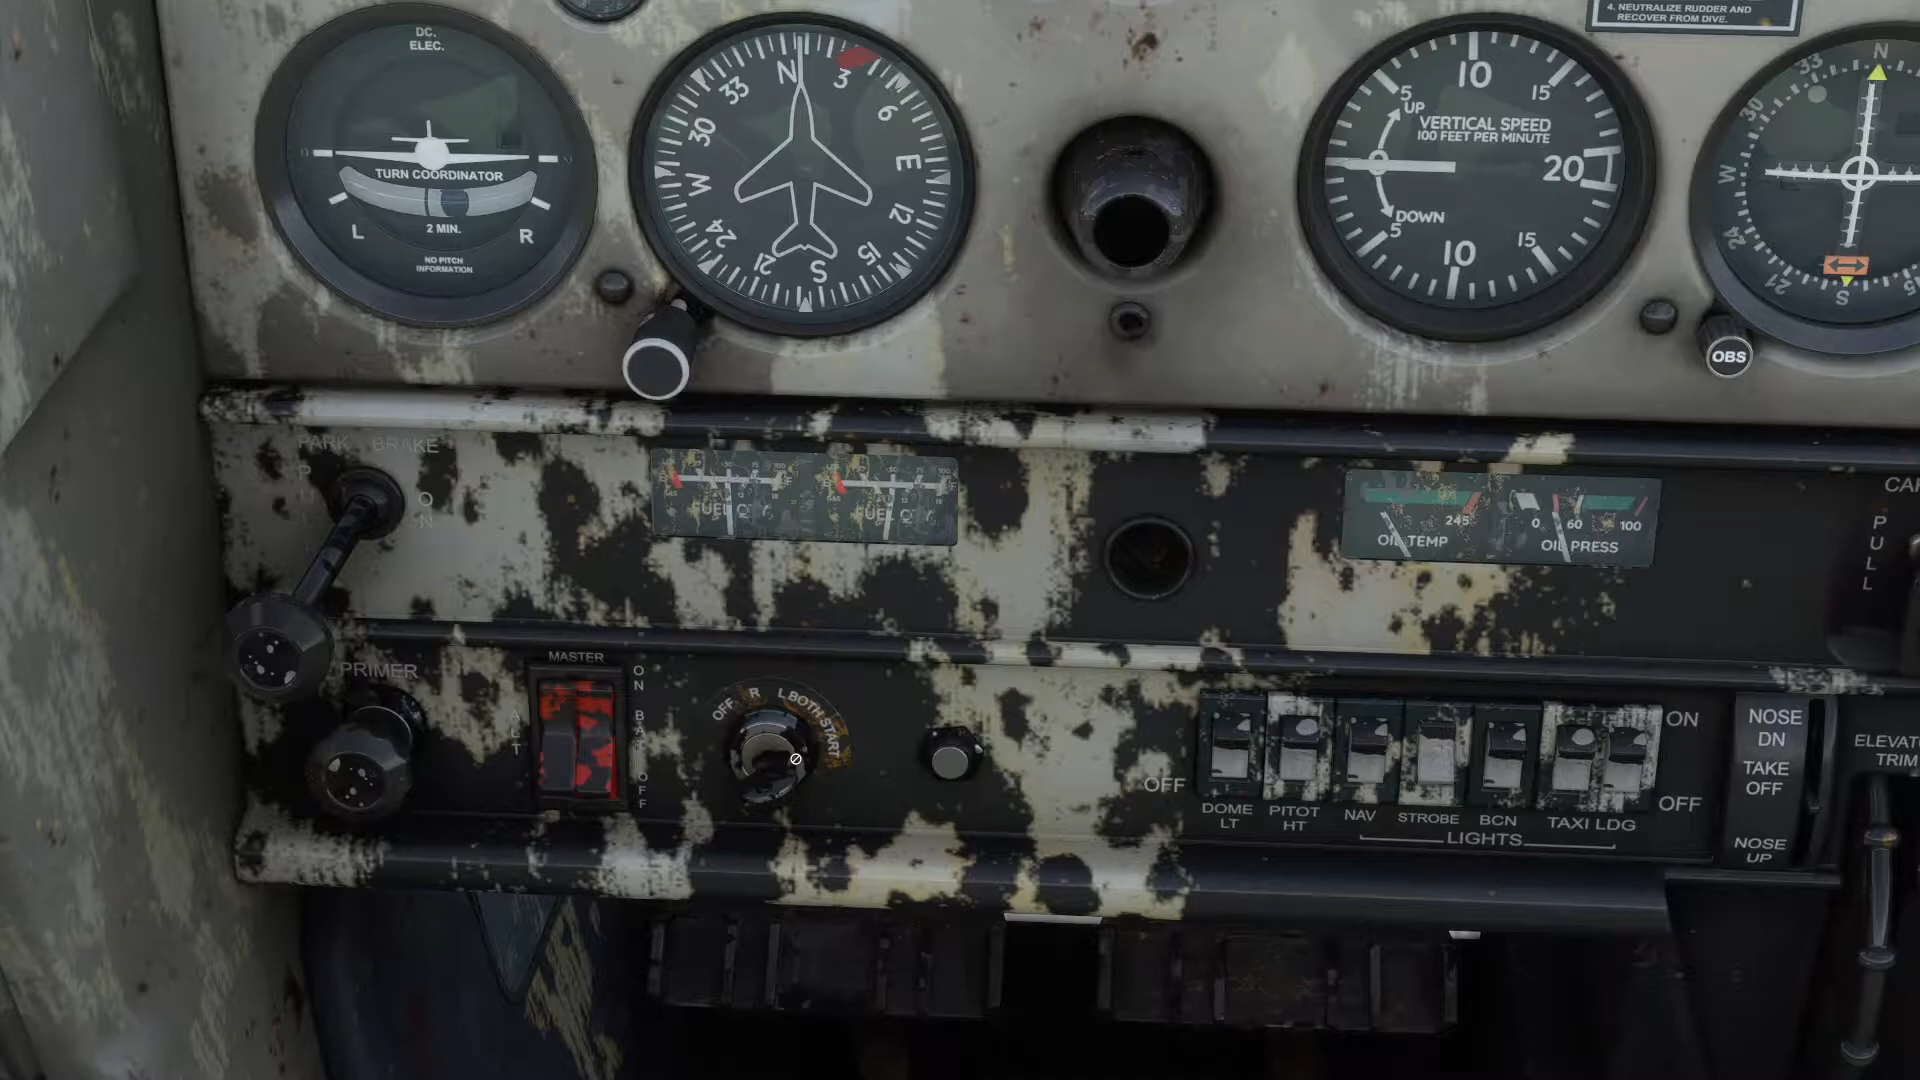 DC.
ELEC.
TURN COORDINATOR
L
2 MIN.
R
NO PITCH
INFORMATION
N
3
6
E
12
15
S
21
24
W
30
33
5
UP
10
15
VERTICAL SPEED
100 FEET PER MINUTE
20
DOWN
5
10
15
4. NEUTRALIZE RUDDER AND
RECOVER FROM DIVE.
N
33
30
W
24
21
S
15
OBS
PARK BRAKE
ON
FUEL QTY
FUEL QTY
245
OIL TEMP
0 60 100
OIL PRESS
PULL
PRIMER
MASTER
ALT
ON
BAT
OFF
OFF
R
L
BOTH
START
OFF
ON
OFF
DOME
LT
PITOT
HT
NAV
STROBE
BCN
TAXI
LDG
LIGHTS
NOSE
DN
TAKE
OFF
NOSE
UP
TRIM